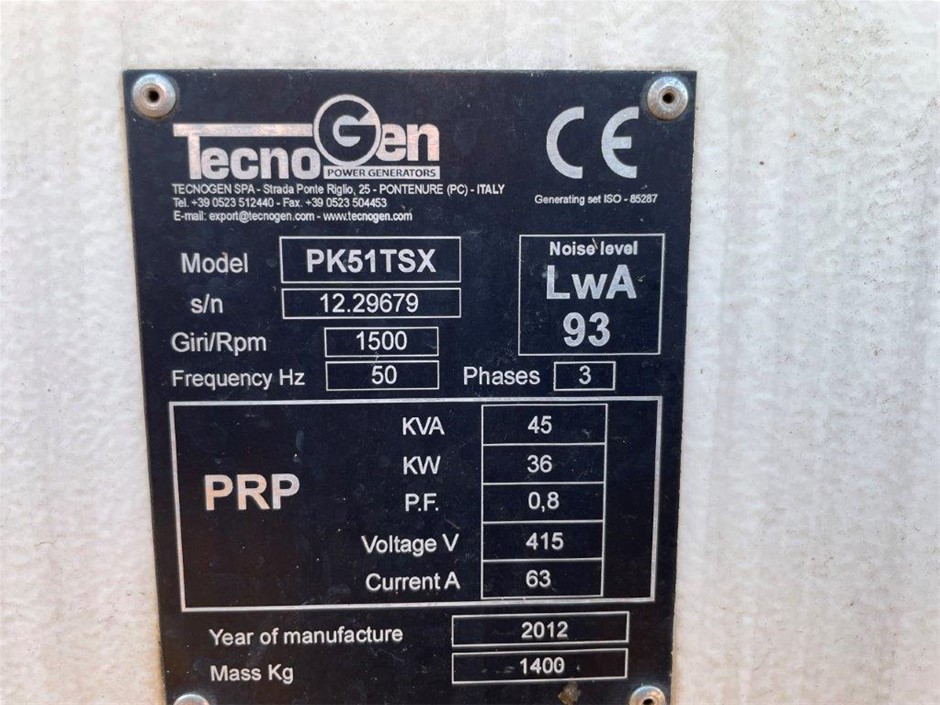 TecnoGen
POWER GENERATORS
CE
TECNOGEN SPA - Strada Ponte Riglio, 25 - PONTENURE (PC) - ITALY
Tel. +39 0523 512440 - Fax. +39 0523 504453
E-mail: export@tecnogen.com - www.tecnogen.com
Generating set ISO - 85287
Model PK51TSX
s/n 12.29679
Giri/Rpm 1500
Noise level
LwA
93
Frequency Hz 50 Phases 3
PRP
KVA 45
KW 36
P.F. 0,8
Voltage V 415
Current A 63
Year of manufacture 2012
Mass Kg 1400